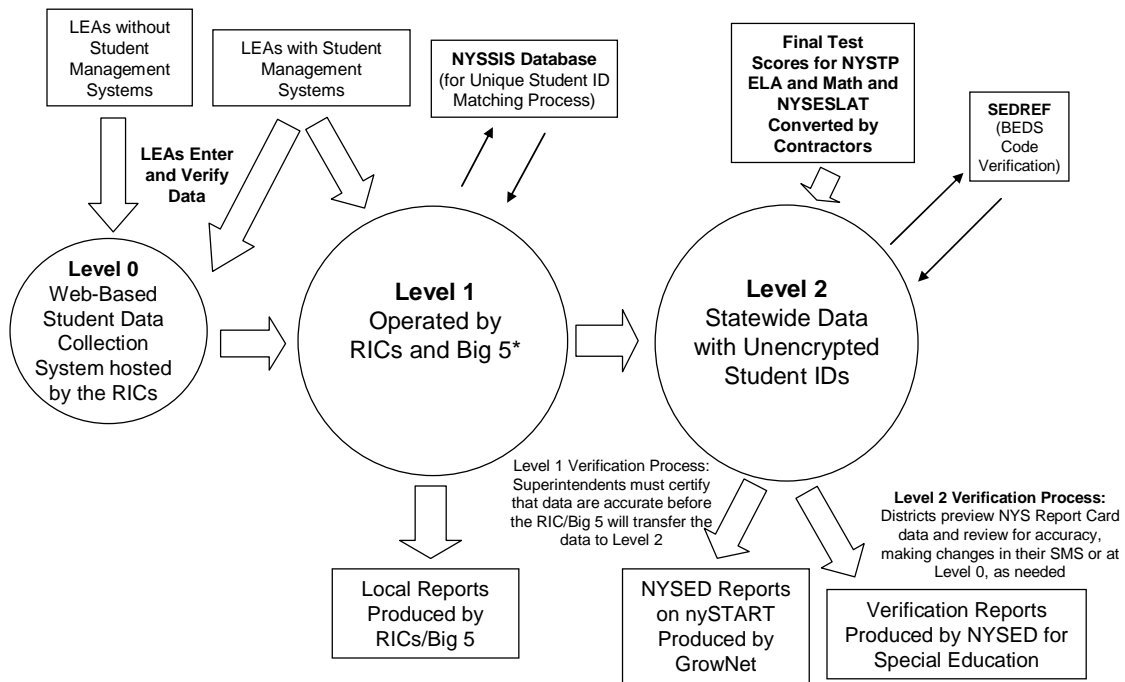 LEAs without
Student
Management
Systems
LEAs with Student
Management
Systems
NYSSIS Database
(for Unique Student ID
Matching Process)
Final Test
Scores for NYSTP
ELA and Math and
NYSESLAT
Converted by
Contractors
SEDREF
(BEDS
Code
Verification)
LEAs Enter
and Verify
Data
Level 0
Web-Based
Student Data
Collection
System hosted
by the RICs
Level 1
Operated by
RICs and Big 5*
Level 2
Statewide Data
with Unencrypted
Student IDs
Level 1 Verification Process:
Superintendents must certify
that data are accurate before
the RIC/Big 5 will transfer the
data to Level 2
Level 2 Verification Process:
Districts preview NYS Report Card
data and review for accuracy,
making changes in their SMS or at
Level 0, as needed
Local Reports
Produced by
RICs/Big 5
NYSED Reports
on nySTART
Produced by
GrowNet
Verification Reports
Produced by NYSED for
Special Education